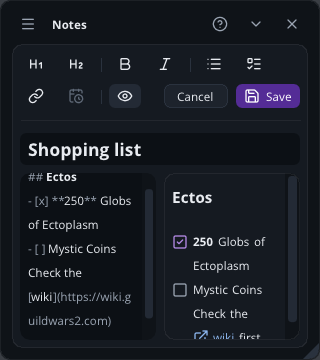 Notes
H1 H2 B I
Cancel Save
Shopping list
## Ectos
- [x] **250** Globs
of Ectoplasm
- [ ] Mystic Coins
Check the
[wiki](https://wiki.g
uildwars2.com)
Ectos
250 Globs of
Ectoplasm
Mystic Coins
Check the
wiki first